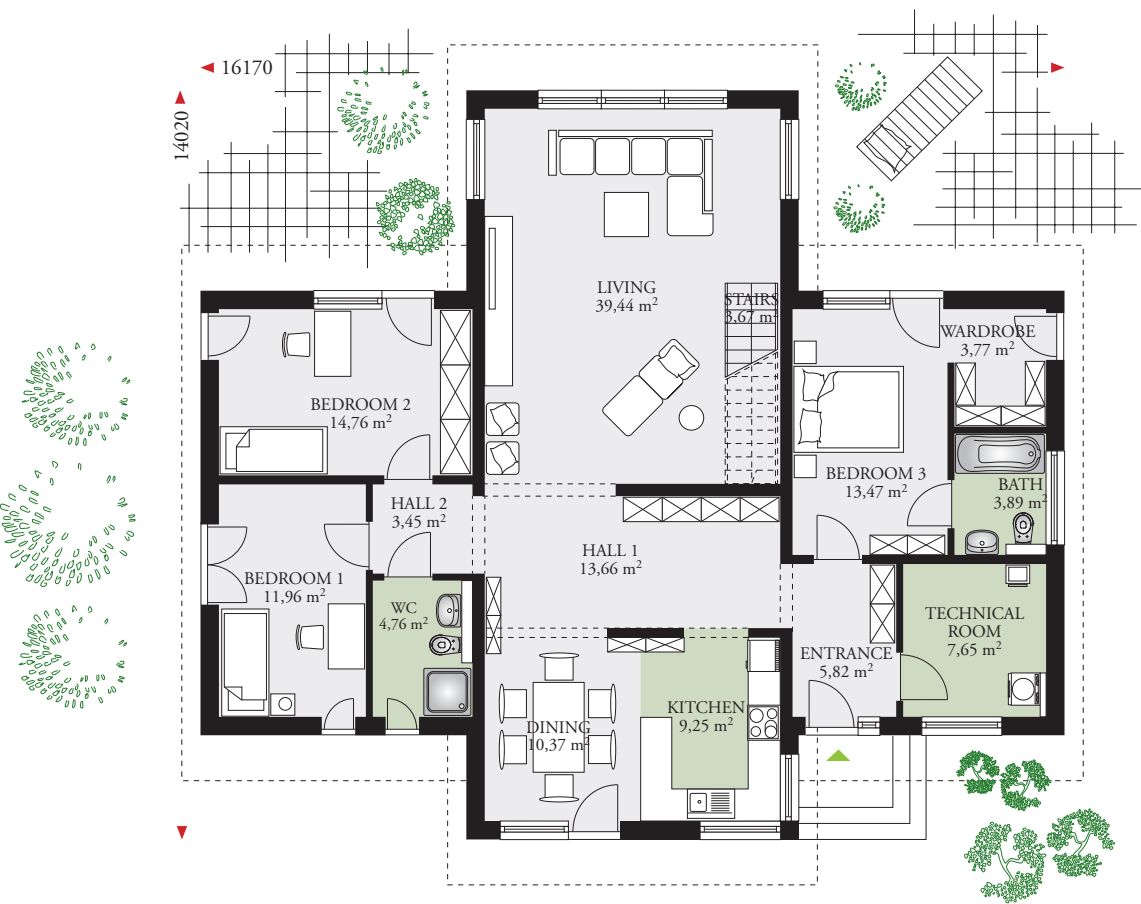 16170
14020
LIVING
39,44 m²
STAIRS
3,67 m²
WARDROBE
3,77 m²
BEDROOM 2
14,76 m²
BEDROOM 3
13,47 m²
BATH
3,89 m²
HALL 2
3,45 m²
HALL 1
13,66 m²
BEDROOM 1
11,96 m²
WC
4,76 m²
TECHNICAL
ROOM
7,65 m²
ENTRANCE
5,82 m²
KITCHEN
9,25 m²
DINING
10,37 m²